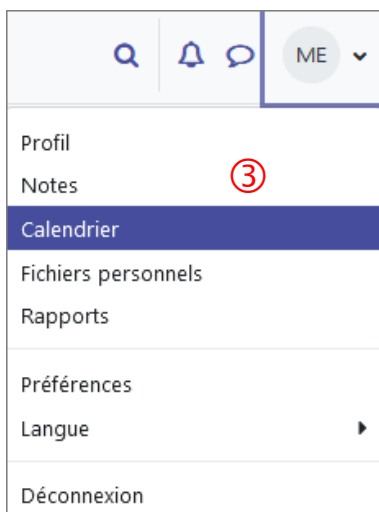 ME
Profil
Notes
③
Calendrier
Fichiers personnels
Rapports
Préférences
Langue
Déconnexion